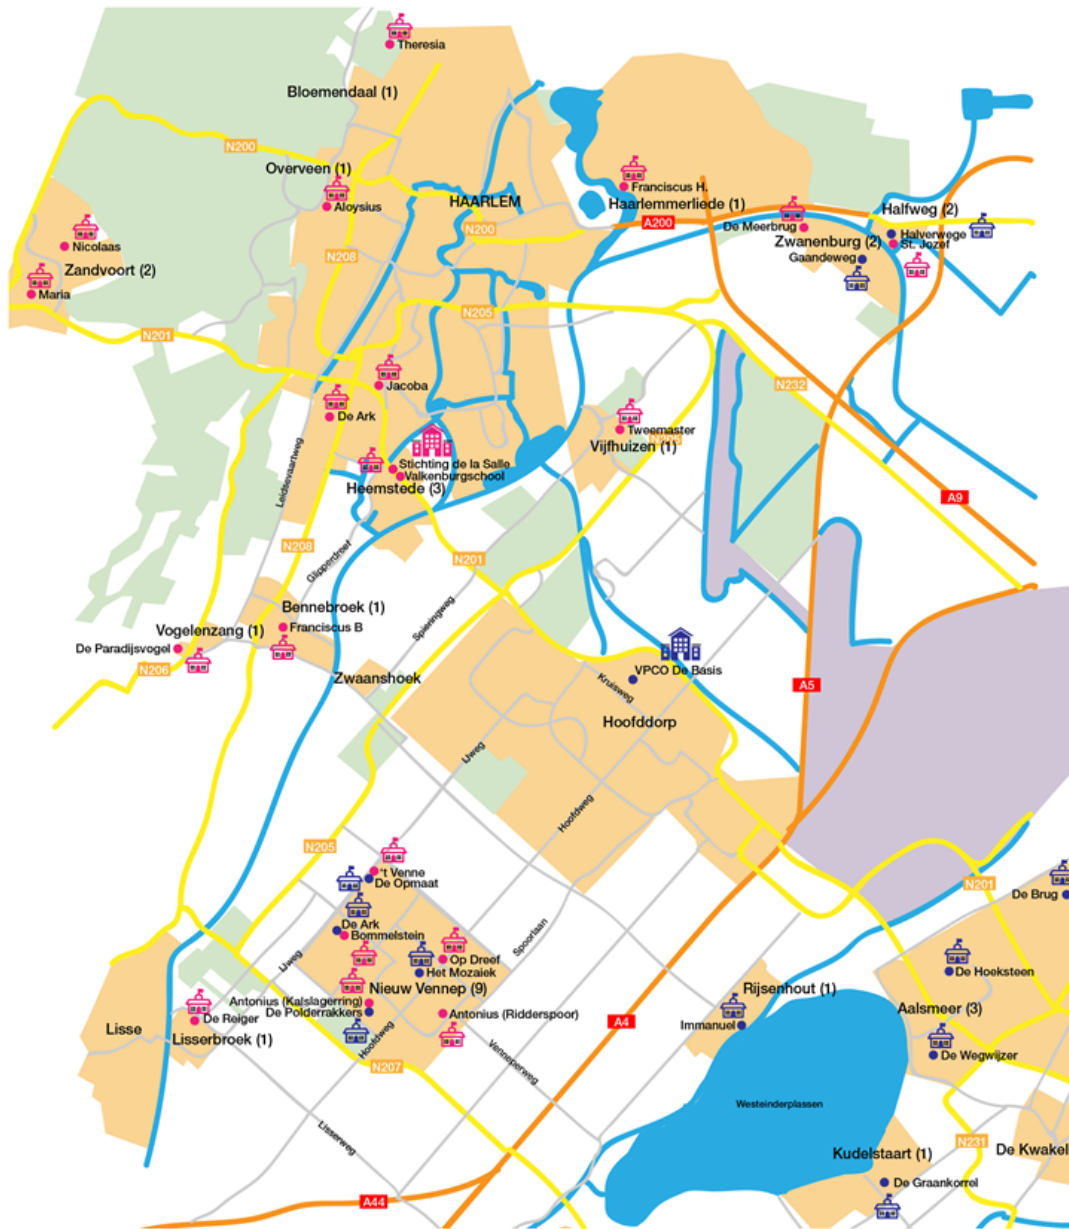 Theresia
Bloemendaal (1)
N200
Overveen (1)
Aloysius
HAARLEM
Franciscus H.
Haarlemmerliede (1)
A200
De Meerbrug
Zwanenburg (2)
Gaandeweg
Halfweg (2)
Halverwege
St. Jozef
Nicolaas
Zandvoort (2)
Maria
N200
N208
N201
N205
N232
Jacoba
De Ark
Tweemaster
Vijfhuizen (1)
Stichting de la Salle
Valkenburgschool
Heemstede (3)
Leidsevaartweg
A9
N208
Glipperdreef
N201
Bennebroek (1)
Franciscus B
Spieringweg
Vogelenzang (1)
De Paradijsvogel
N206
Zwaanshoek
VPCO De Basis
Kruisweg
A5
Hoofddorp
IJweg
Hoofdweg
N205
't Venne
De Opmaat
N201
De Brug
De Ark
Bommelstein
Spoorlaan
Op Dreef
Het Mozaiek
IJweg
Nieuw Vennep (9)
Antonius (Kalslagerring)
De Polderrakkers
Antonius (Ridderspoor)
De Hoeksteen
Rijsenhout (1)
Immanuel
Aalsmeer (3)
De Wegwijzer
A4
De Reiger
Lisse
Lisserbroek (1)
Hoofdweg
N207
Venneperweg
Westeinderplassen
Lisserweg
N231
De Kwakel
Kudelstaart (1)
De Graankorrel
A44